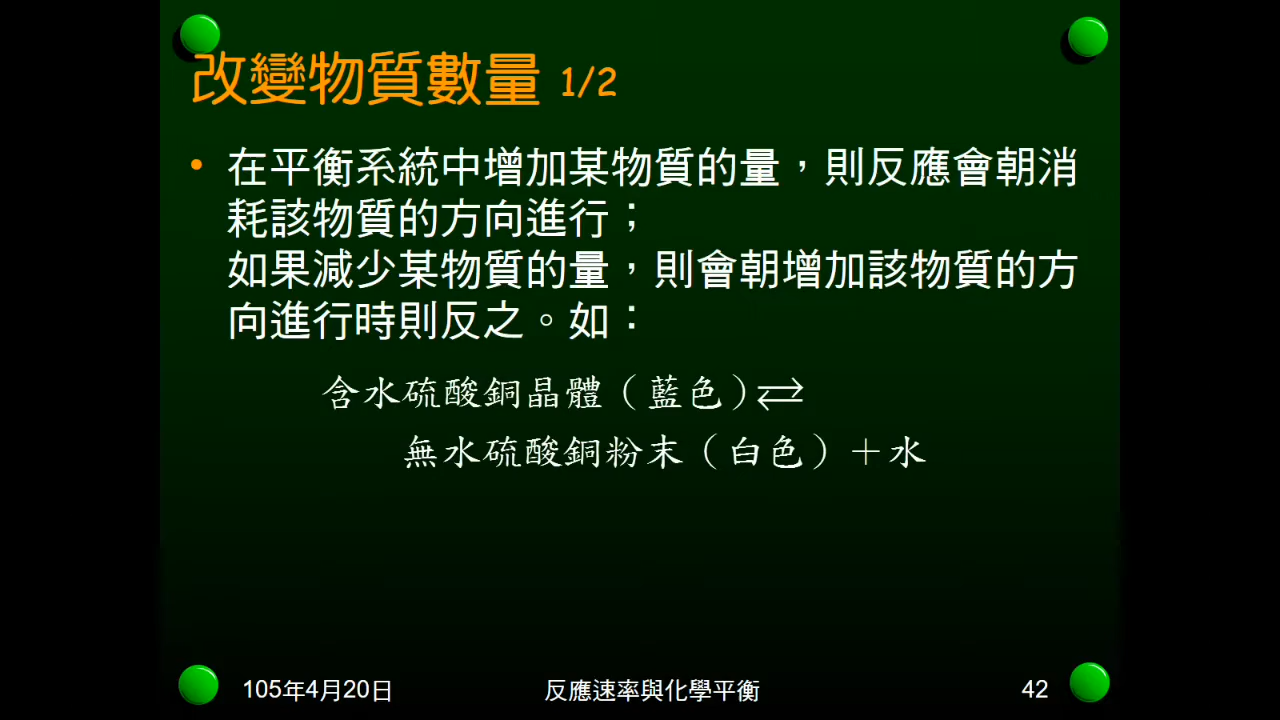 改變物質數量 1/2
• 在平衡系統中增加某物質的量，則反應會朝消
耗該物質的方向進行；
如果減少某物質的量，則會朝增加該物質的方
向進行時則反之。如：
含水硫酸銅晶體（藍色）⇄
無水硫酸銅粉末（白色）＋水
105年4月20日
反應速率與化學平衡
42